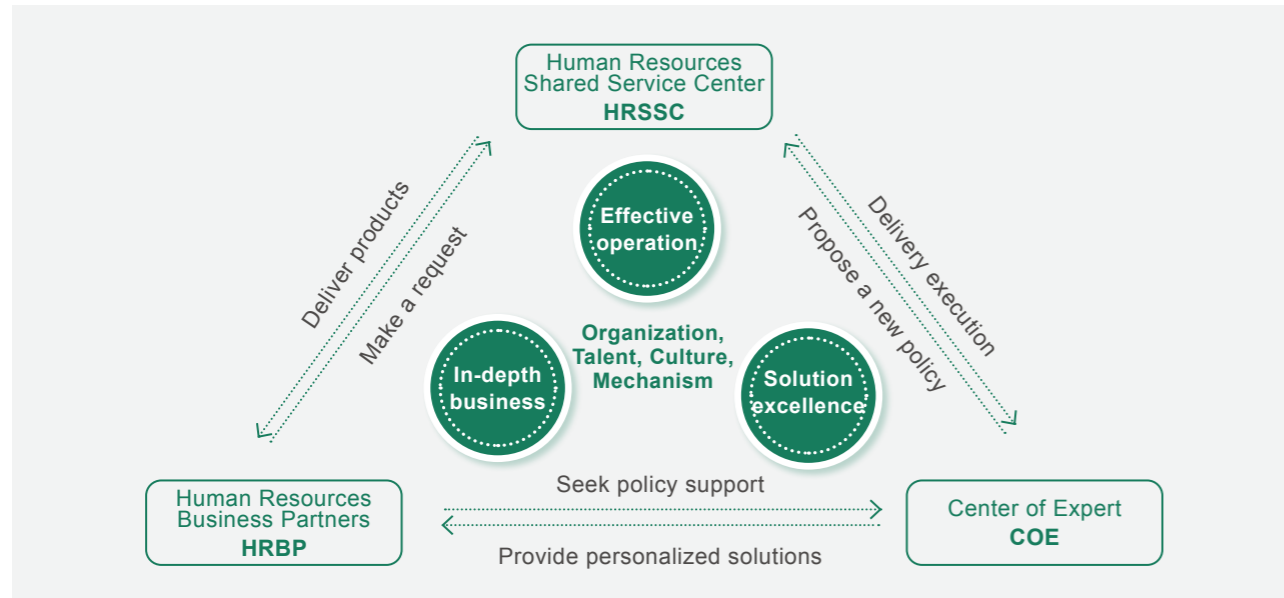 Human Resources
Shared Service Center
HRSSC
Deliver products
Make a request
Effective
operation
Delivery execution
Propose a new policy
Organization,
Talent, Culture,
Mechanism
In-depth
business
Solution
excellence
Human Resources
Business Partners
HRBP
Seek policy support
Provide personalized solutions
Center of Expert
COE